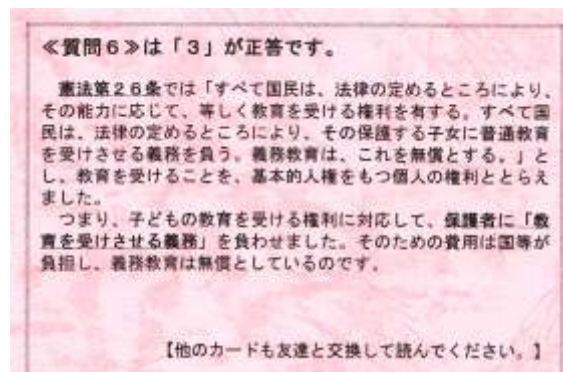 ≪質問６≫は「３」が正答です。
憲法第２６条では「すべて国民は、法律の定めるところにより、
その能力に応じて、等しく教育を受ける権利を有する。すべて国
民は、法律の定めるところにより、その保護する子女に普通教育
を受けさせる義務を負う。義務教育は、これを無償とする。」と
し、教育を受けることを、基本的人権をもつ個人の権利ととらえ
ました。
つまり、子どもの教育を受ける権利に対応して、保護者に「教
育を受けさせる義務」を負わせました。そのための費用は国等が
負担し、義務教育は無償としているのです。
【他のカードも友達と交換して読んでください。】